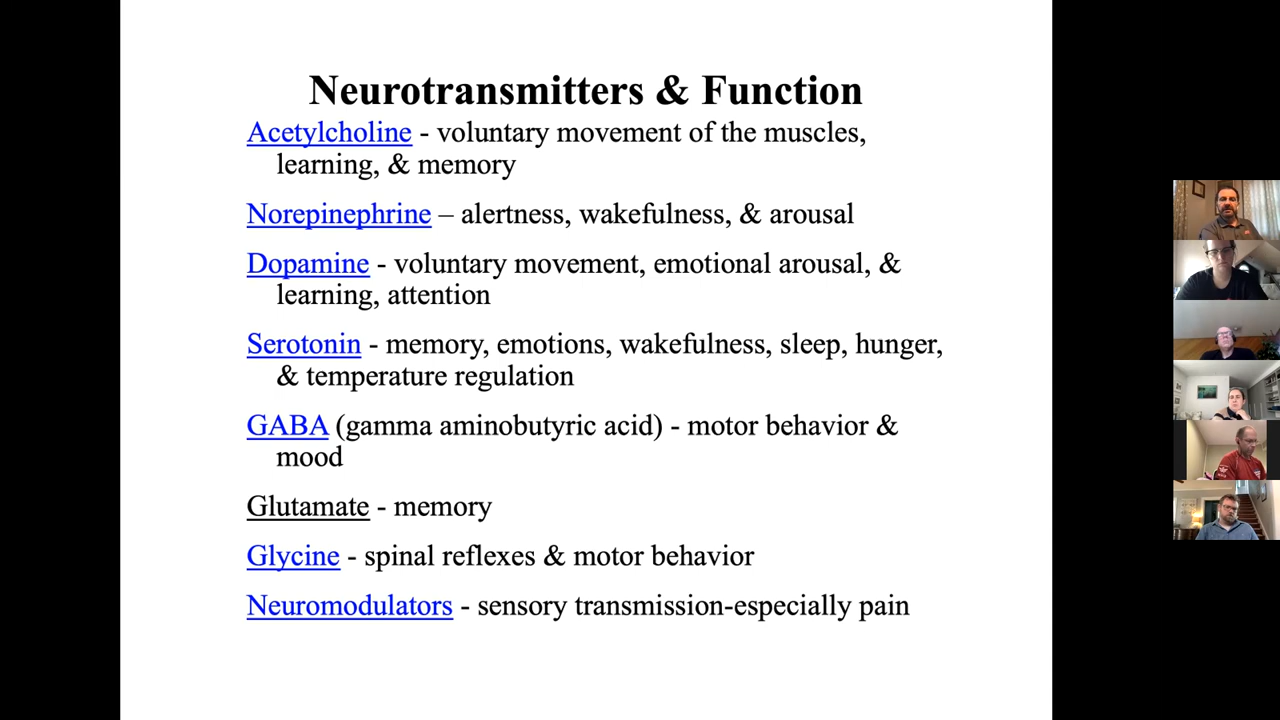 Neurotransmitters & Function
Acetylcholine - voluntary movement of the muscles,
learning, & memory
Norepinephrine – alertness, wakefulness, & arousal
Dopamine - voluntary movement, emotional arousal, &
learning, attention
Serotonin - memory, emotions, wakefulness, sleep, hunger,
& temperature regulation
GABA (gamma aminobutyric acid) - motor behavior &
mood
Glutamate - memory
Glycine - spinal reflexes & motor behavior
Neuromodulators - sensory transmission-especially pain